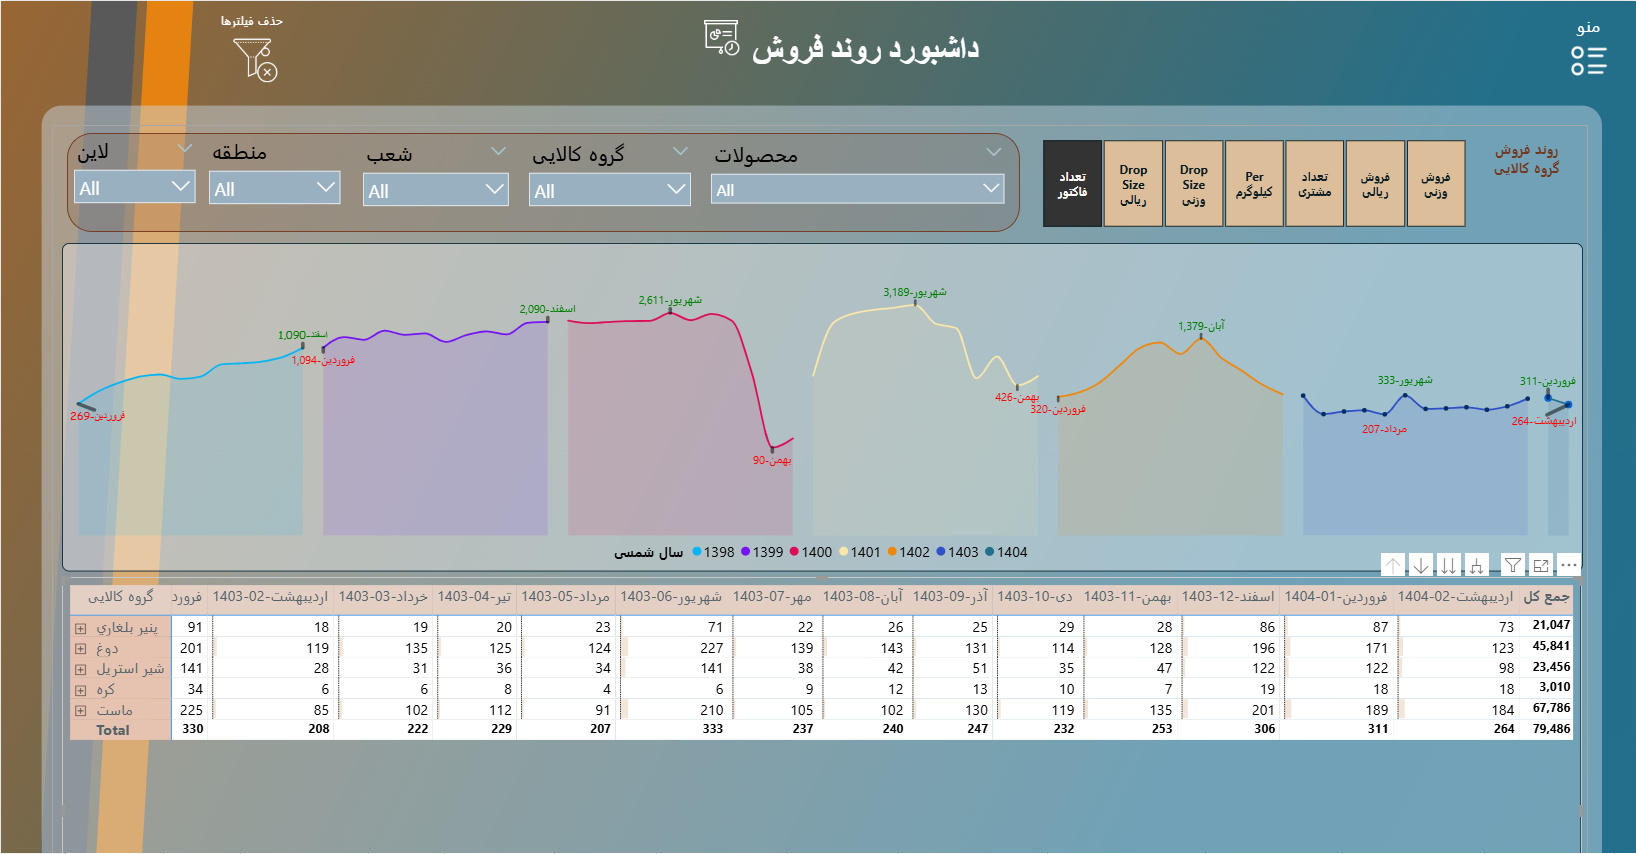 حذف فیلترها
داشبورد روند فروش
منو
لاین
منطقه
شعب
گروه کالایی
محصولات
All
All
All
All
All
تعداد فاکتور
Drop Size ریالی
Drop Size وزنی
Per کیلوگرم
تعداد مشتری
فروش ریالی
فروش وزنی
روند فروش
گروه کالایی
فروردین-269
اسفند-1,090
فروردین-1,094
اسفند-2,090
شهریور-2,611
بهمن-90
شهریور-3,189
بهمن-426
فروردین-320
آبان-1,379
مرداد-207
شهریور-333
فروردین-311
اردیبهشت-264
سال شمسی 1398 1399 1400 1401 1402 1403 1404
گروه کالایی فرورد 1403-02-اردیبهشت 1403-03-خرداد 1403-04-تیر 1403-05-مرداد 1403-06-شهریور 1403-07-مهر 1403-08-آبان 1403-09-آذر 1403-10-دی 1403-11-بهمن 1403-12-اسفند 1404-01-فروردین 1404-02-اردیبهشت جمع کل
پنیر بلغاري 91 18 19 20 23 71 22 26 25 29 28 86 87 73 21,047
دوغ 201 119 135 125 124 227 139 143 131 114 128 196 171 123 45,841
شیر استریل 141 28 31 36 34 141 38 42 51 35 47 122 122 98 23,456
کره 34 6 6 8 4 6 9 12 13 10 7 19 18 18 3,010
ماست 225 85 102 112 91 210 105 102 130 119 135 201 189 184 67,786
Total 330 208 222 229 207 333 237 240 247 232 253 306 311 264 79,486